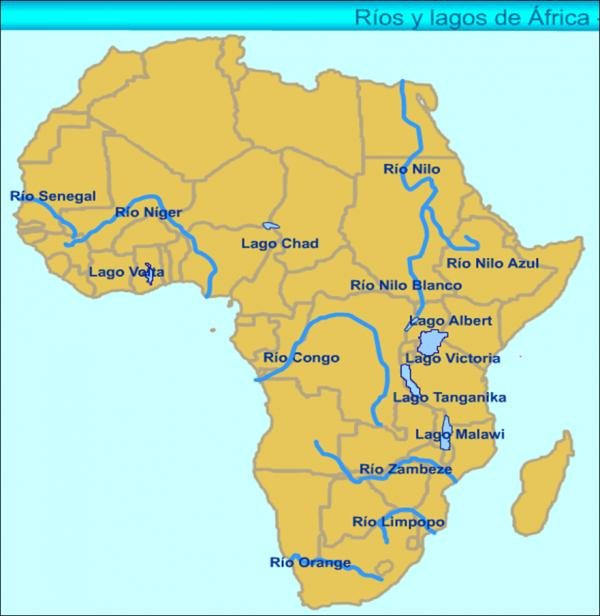 Ríos y lagos de África -
Río Nilo
Río Senegal
Río Níger
Lago Chad
Río Nilo Azul
Lago Volta
Río Nilo Blanco
Lago Albert
Río Congo
Lago Victoria
Lago Tanganika
Lago Malawi
Río Zambeze
Río Limpopo
Río Orange